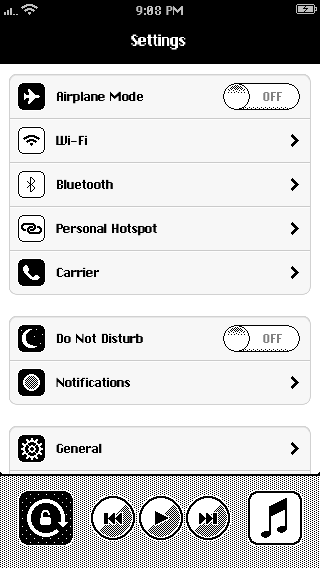 9:08 PM
Settings
Airplane Mode OFF
Wi-Fi
Bluetooth
Personal Hotspot
Carrier
Do Not Disturb OFF
Notifications
General